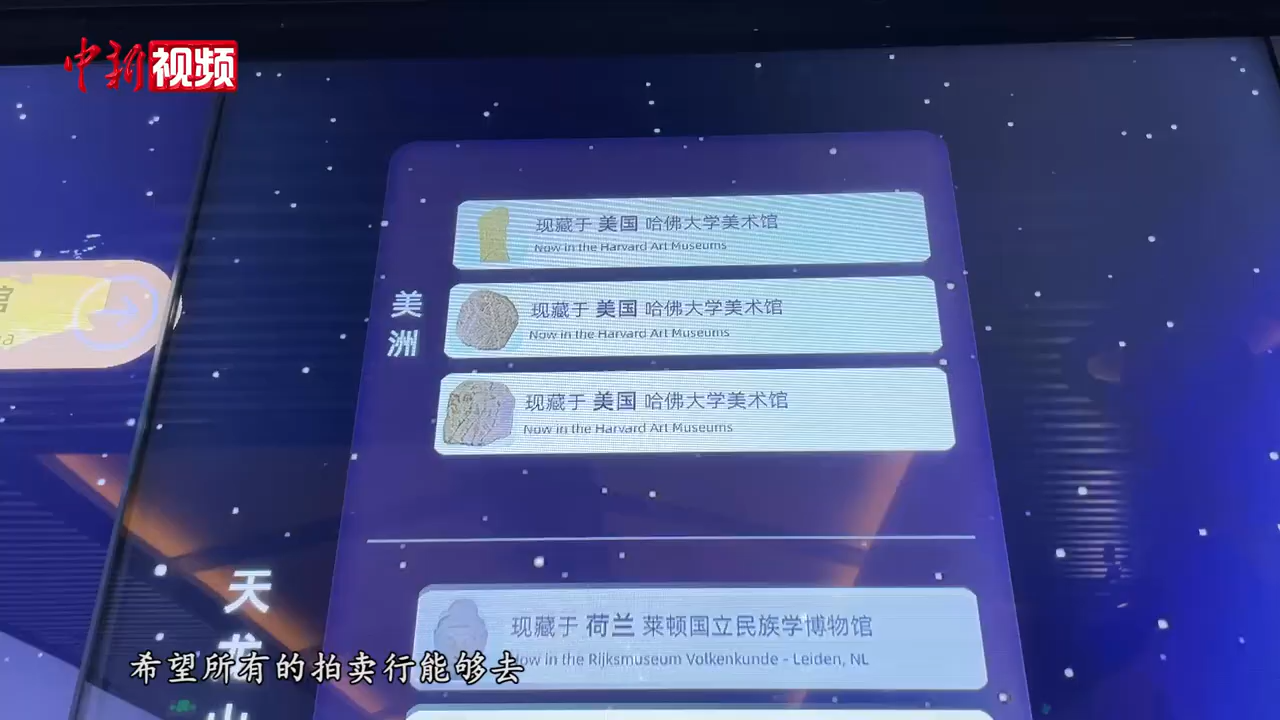 中新视频
现藏于 美国 哈佛大学美术馆
Now in the Harvard Art Museums
美洲
现藏于 美国 哈佛大学美术馆
Now in the Harvard Art Museums
现藏于 美国 哈佛大学美术馆
Now in the Harvard Art Museums
现藏于 荷兰 莱顿国立民族学博物馆
Now in the Rijksmuseum Volkenkunde - Leiden, NL
天龙山
希望所有的拍卖行能够去